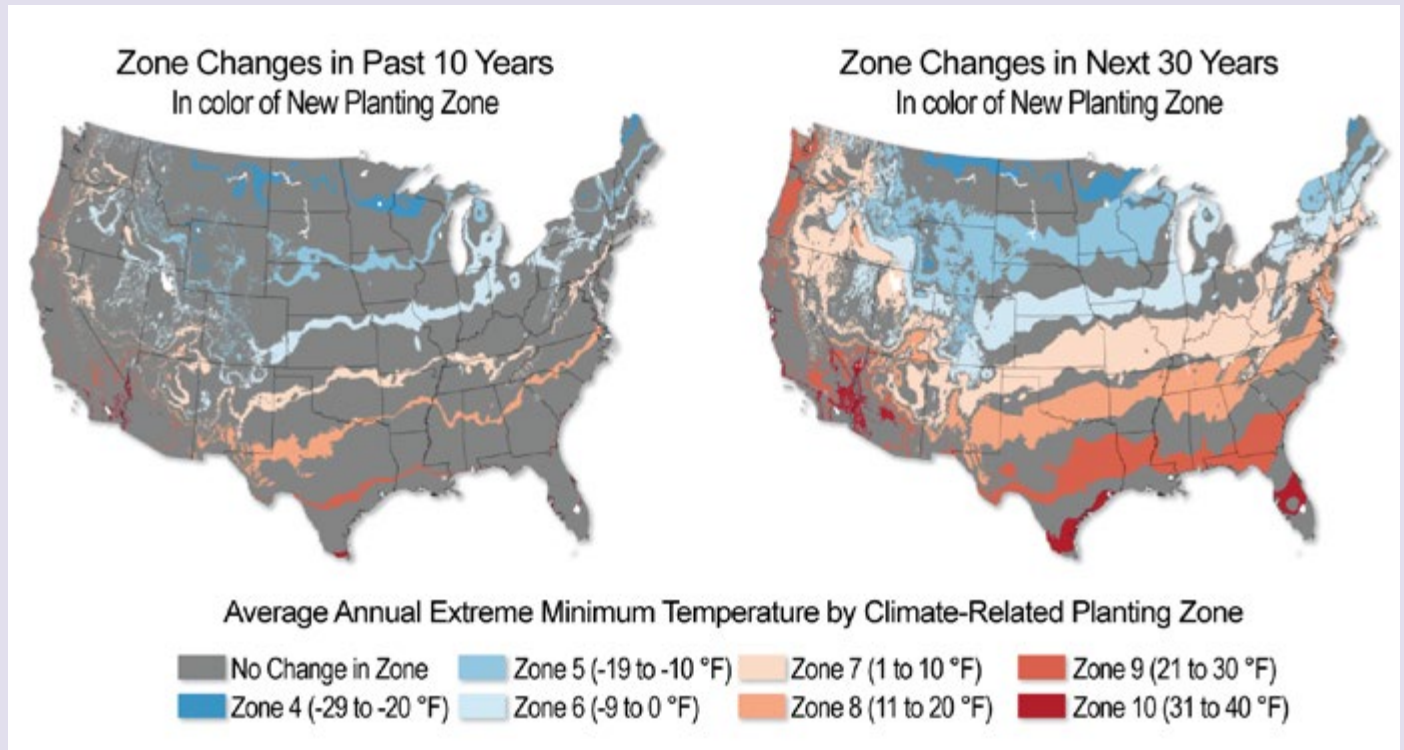 Zone Changes in Past 10 Years
In color of New Planting Zone
Zone Changes in Next 30 Years
In color of New Planting Zone
Average Annual Extreme Minimum Temperature by Climate-Related Planting Zone
No Change in Zone
Zone 4 (-29 to -20 °F)
Zone 5 (-19 to -10 °F)
Zone 6 (-9 to 0 °F)
Zone 7 (1 to 10 °F)
Zone 8 (11 to 20 °F)
Zone 9 (21 to 30 °F)
Zone 10 (31 to 40 °F)